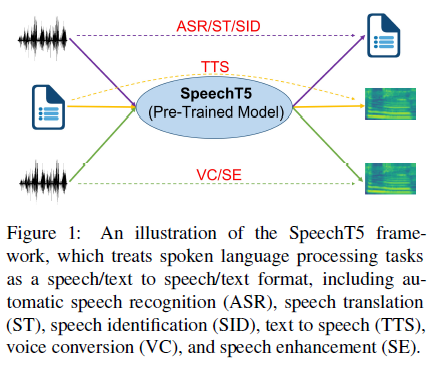 ASR/ST/SID
TTS
SpeechT5
(Pre-Trained Model)
VC/SE
Figure 1: An illustration of the SpeechT5 frame-
work, which treats spoken language processing tasks
as a speech/text to speech/text format, including au-
tomatic speech recognition (ASR), speech translation
(ST), speech identification (SID), text to speech (TTS),
voice conversion (VC), and speech enhancement (SE).